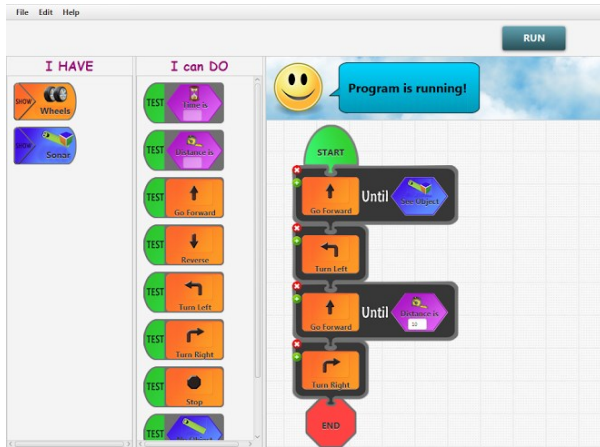 File Edit Help
RUN
I HAVE
I can DO
SHOW Wheels
SHOW Sonar
TEST Time is
TEST Distance is
TEST Go Forward
TEST Reverse
TEST Turn Left
TEST Turn Right
TEST Stop
TEST
Program is running!
START
Go Forward Until See Object
Turn Left
Go Forward Until Distance is
Turn Right
END